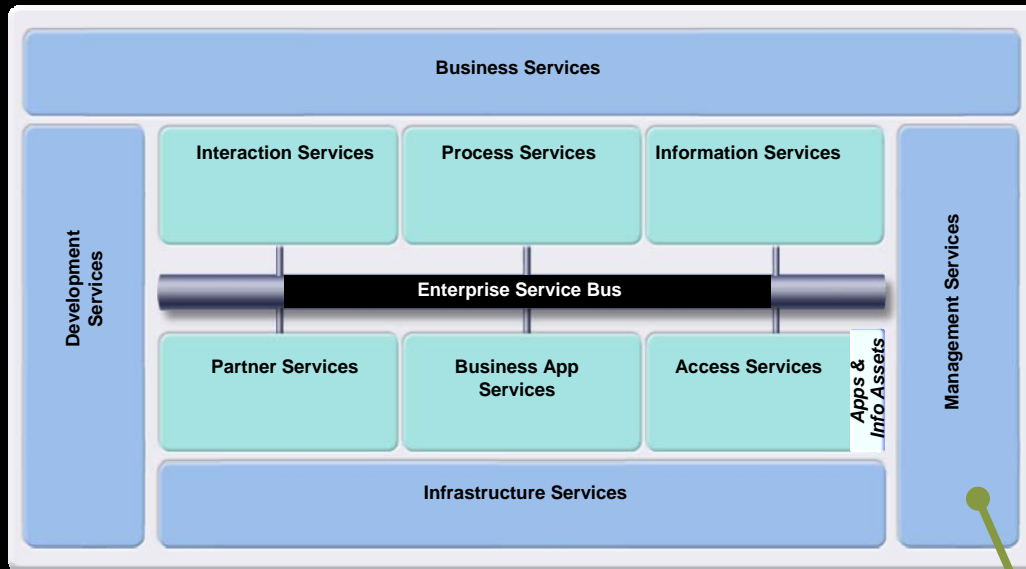 Business Services
Interaction Services
Process Services
Information Services
Development
Services
Enterprise Service Bus
Management Services
Partner Services
Business App
Services
Access Services
Apps &
Info Assets
Infrastructure Services